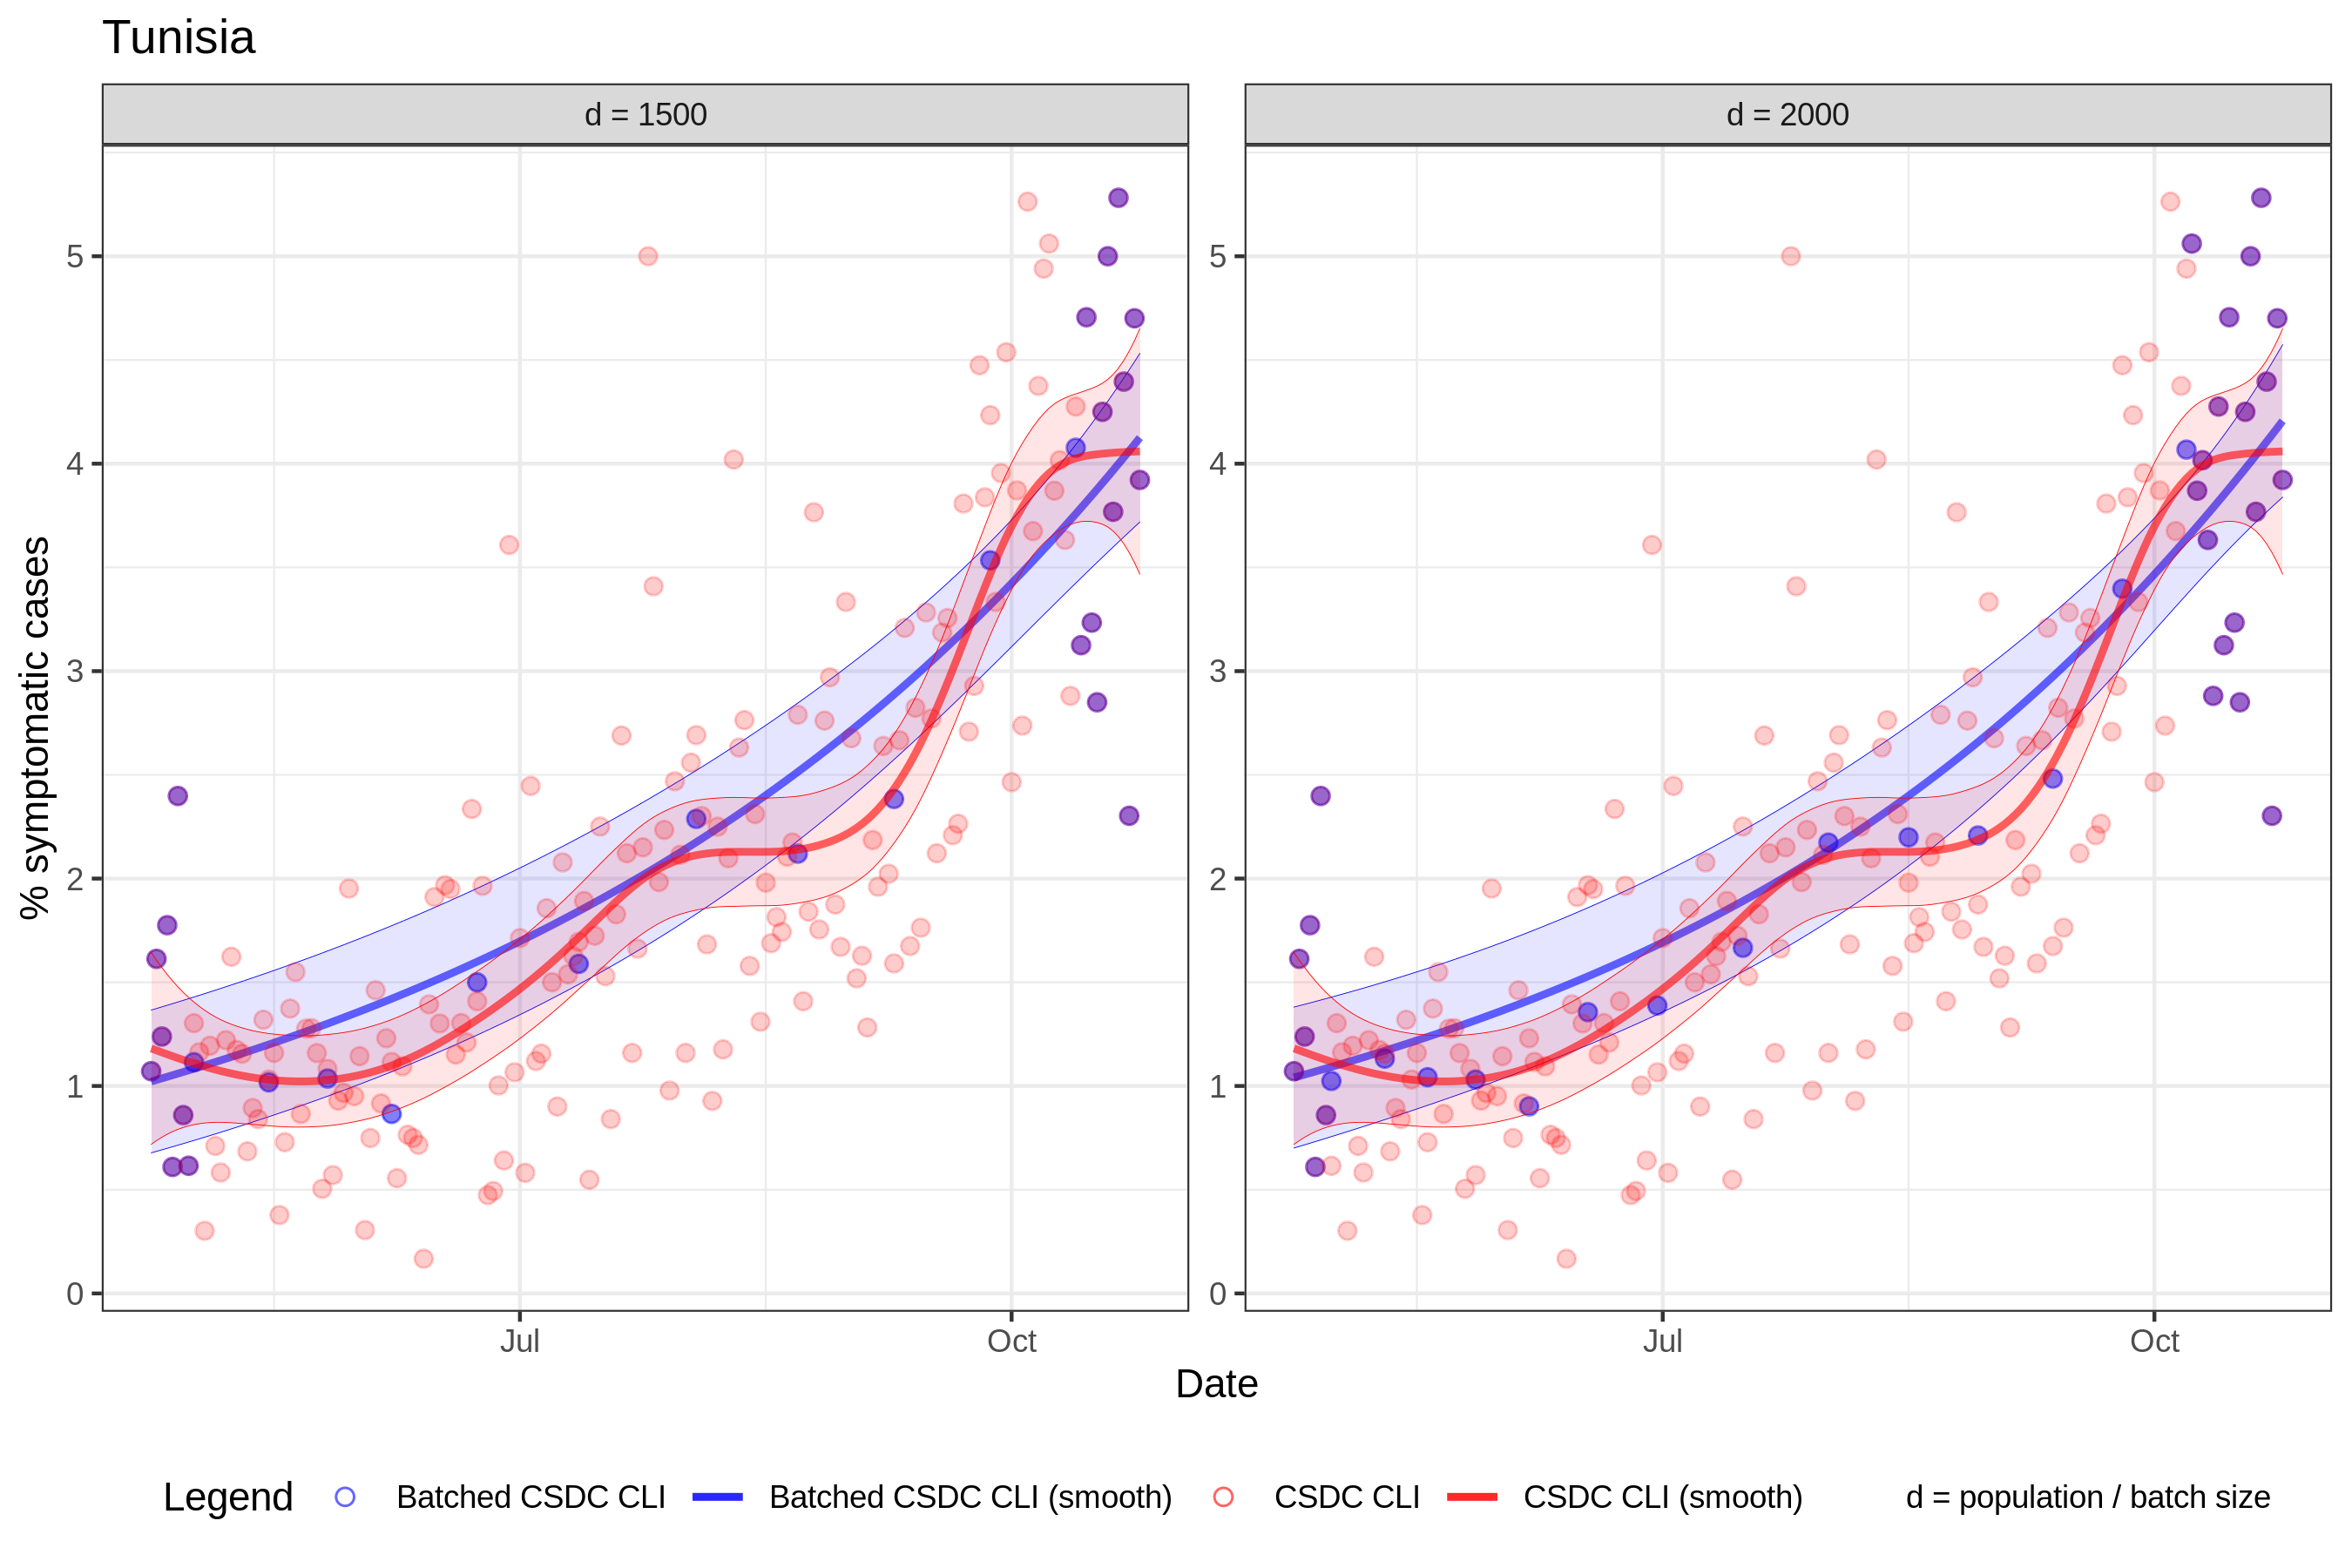 Tunisia
d = 1500
d = 2000
% symptomatic cases
5
4
3
2
1
0
5
4
3
2
1
0
Jul
Oct
Jul
Oct
Date
Legend Batched CSDC CLI Batched CSDC CLI (smooth) CSDC CLI CSDC CLI (smooth) d = population / batch size